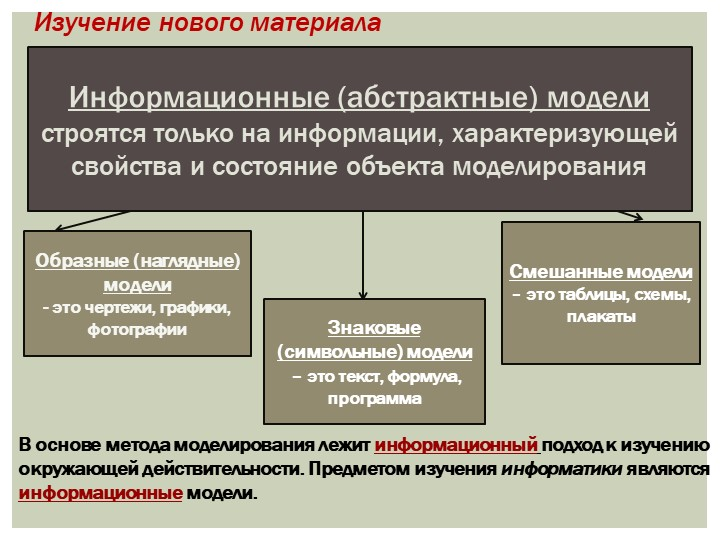 Изучение нового материала
Информационные (абстрактные) модели
строятся только на информации, характеризующей
свойства и состояние объекта моделирования
Образные (наглядные)
модели
- это чертежи, графики,
фотографии
Знаковые
(символьные) модели
– это текст, формула,
программа
Смешанные модели
– это таблицы, схемы,
плакаты
В основе метода моделирования лежит информационный подход к изучению
окружающей действительности. Предметом изучения информатики являются
информационные модели.